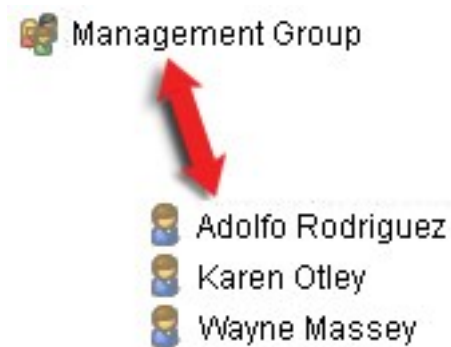 Management Group
Adolfo Rodriguez
Karen Otley
Wayne Massey